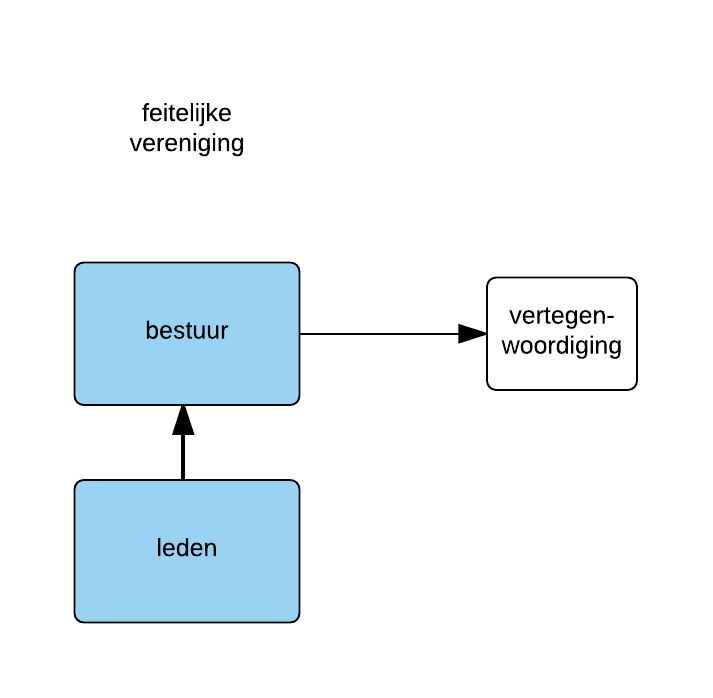 feitelijke
vereniging
bestuur
vertegen-
woordiging
leden